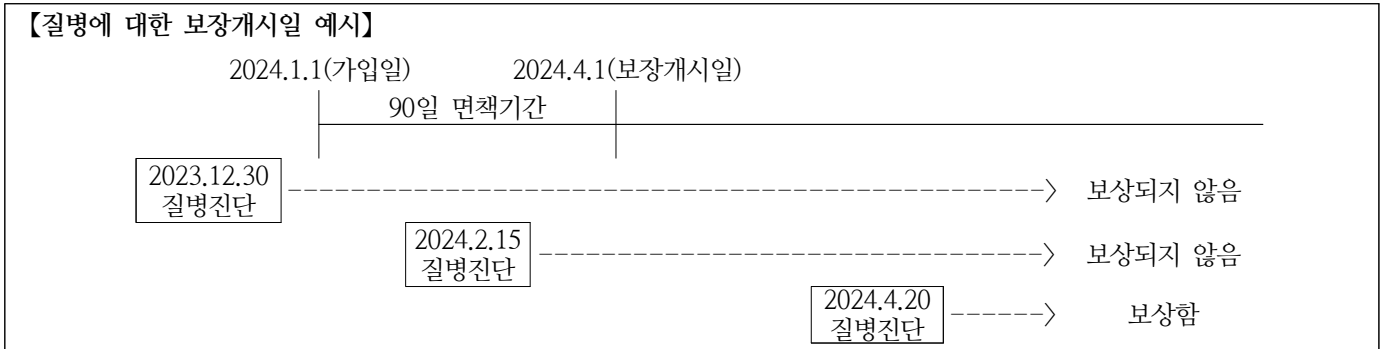 【질병에 대한 보장개시일 예시】
2024.1.1(가입일) 2024.4.1(보장개시일)
90일 면책기간
2023.12.30
질병진단
보상되지 않음
2024.2.15
질병진단
보상되지 않음
2024.4.20
질병진단
보상함